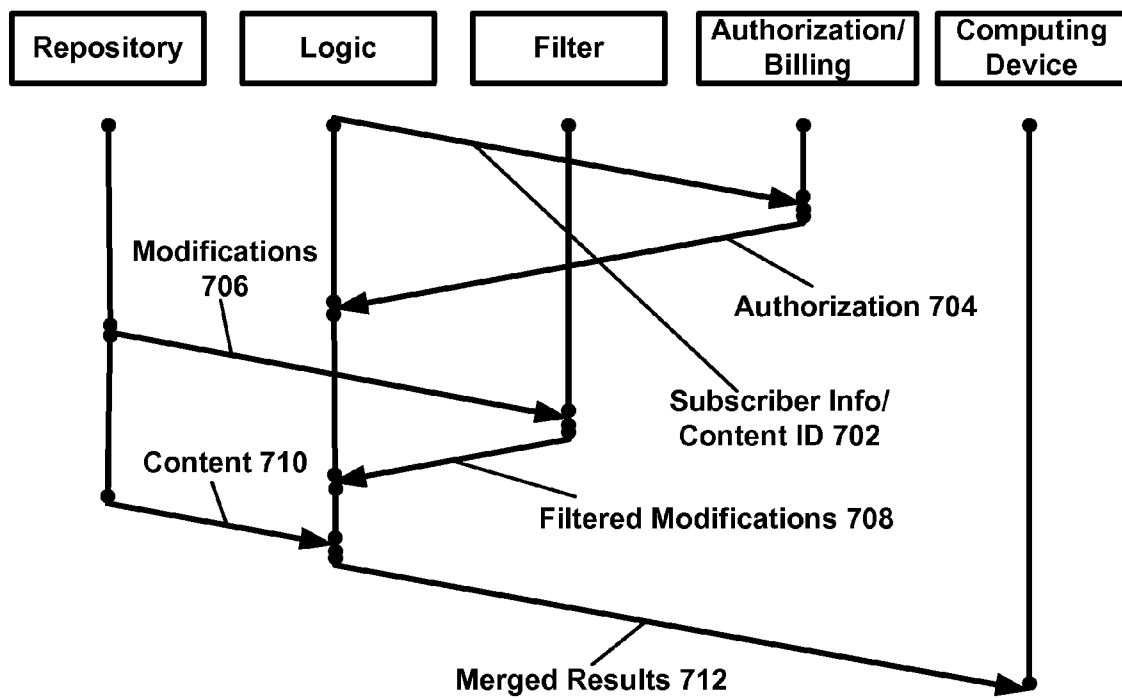 Repository
Logic
Filter
Authorization/
Billing
Computing
Device
Modifications
706
Authorization 704
Subscriber Info/
Content ID 702
Content 710
Filtered Modifications 708
Merged Results 712